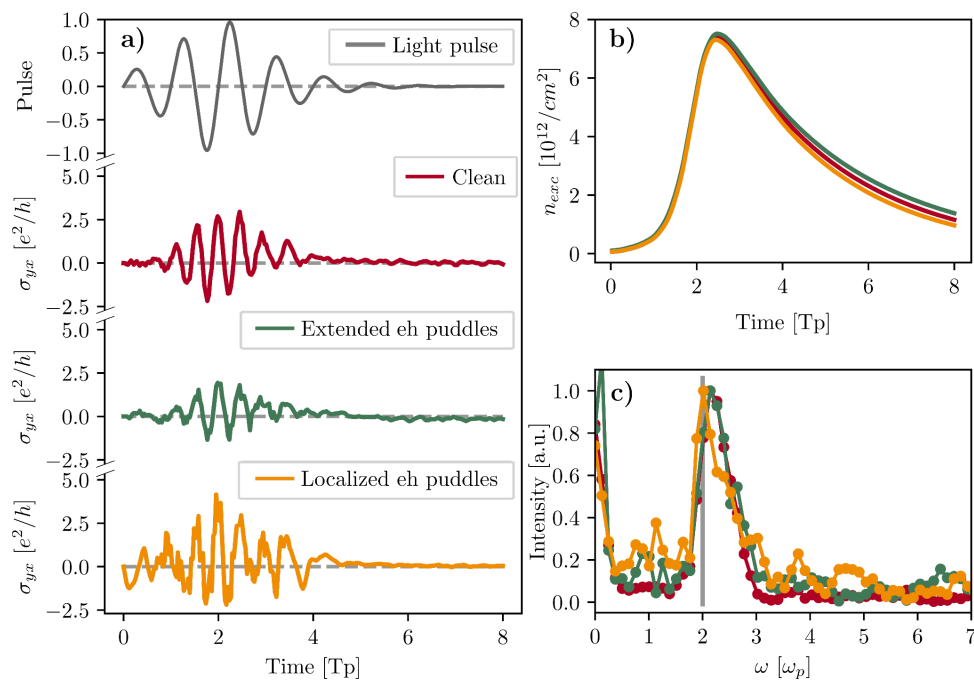 a)
Light pulse
Pulse
1.0
0.5
0.0
−0.5
−1.0
Clean
σyx [e²/h]
5.0
2.5
0.0
−2.5
Extended eh puddles
σyx [e²/h]
5.0
2.5
0.0
−2.5
Localized eh puddles
σyx [e²/h]
5.0
2.5
0.0
−2.5
0 2 4 6 8
Time [Tp]
b)
nexc [10¹²/cm²]
8
6
4
2
0
0 2 4 6 8
Time [Tp]
c)
Intensity [a.u.]
1.0
0.8
0.6
0.4
0.2
0.0
0 1 2 3 4 5 6 7
ω [ωp]